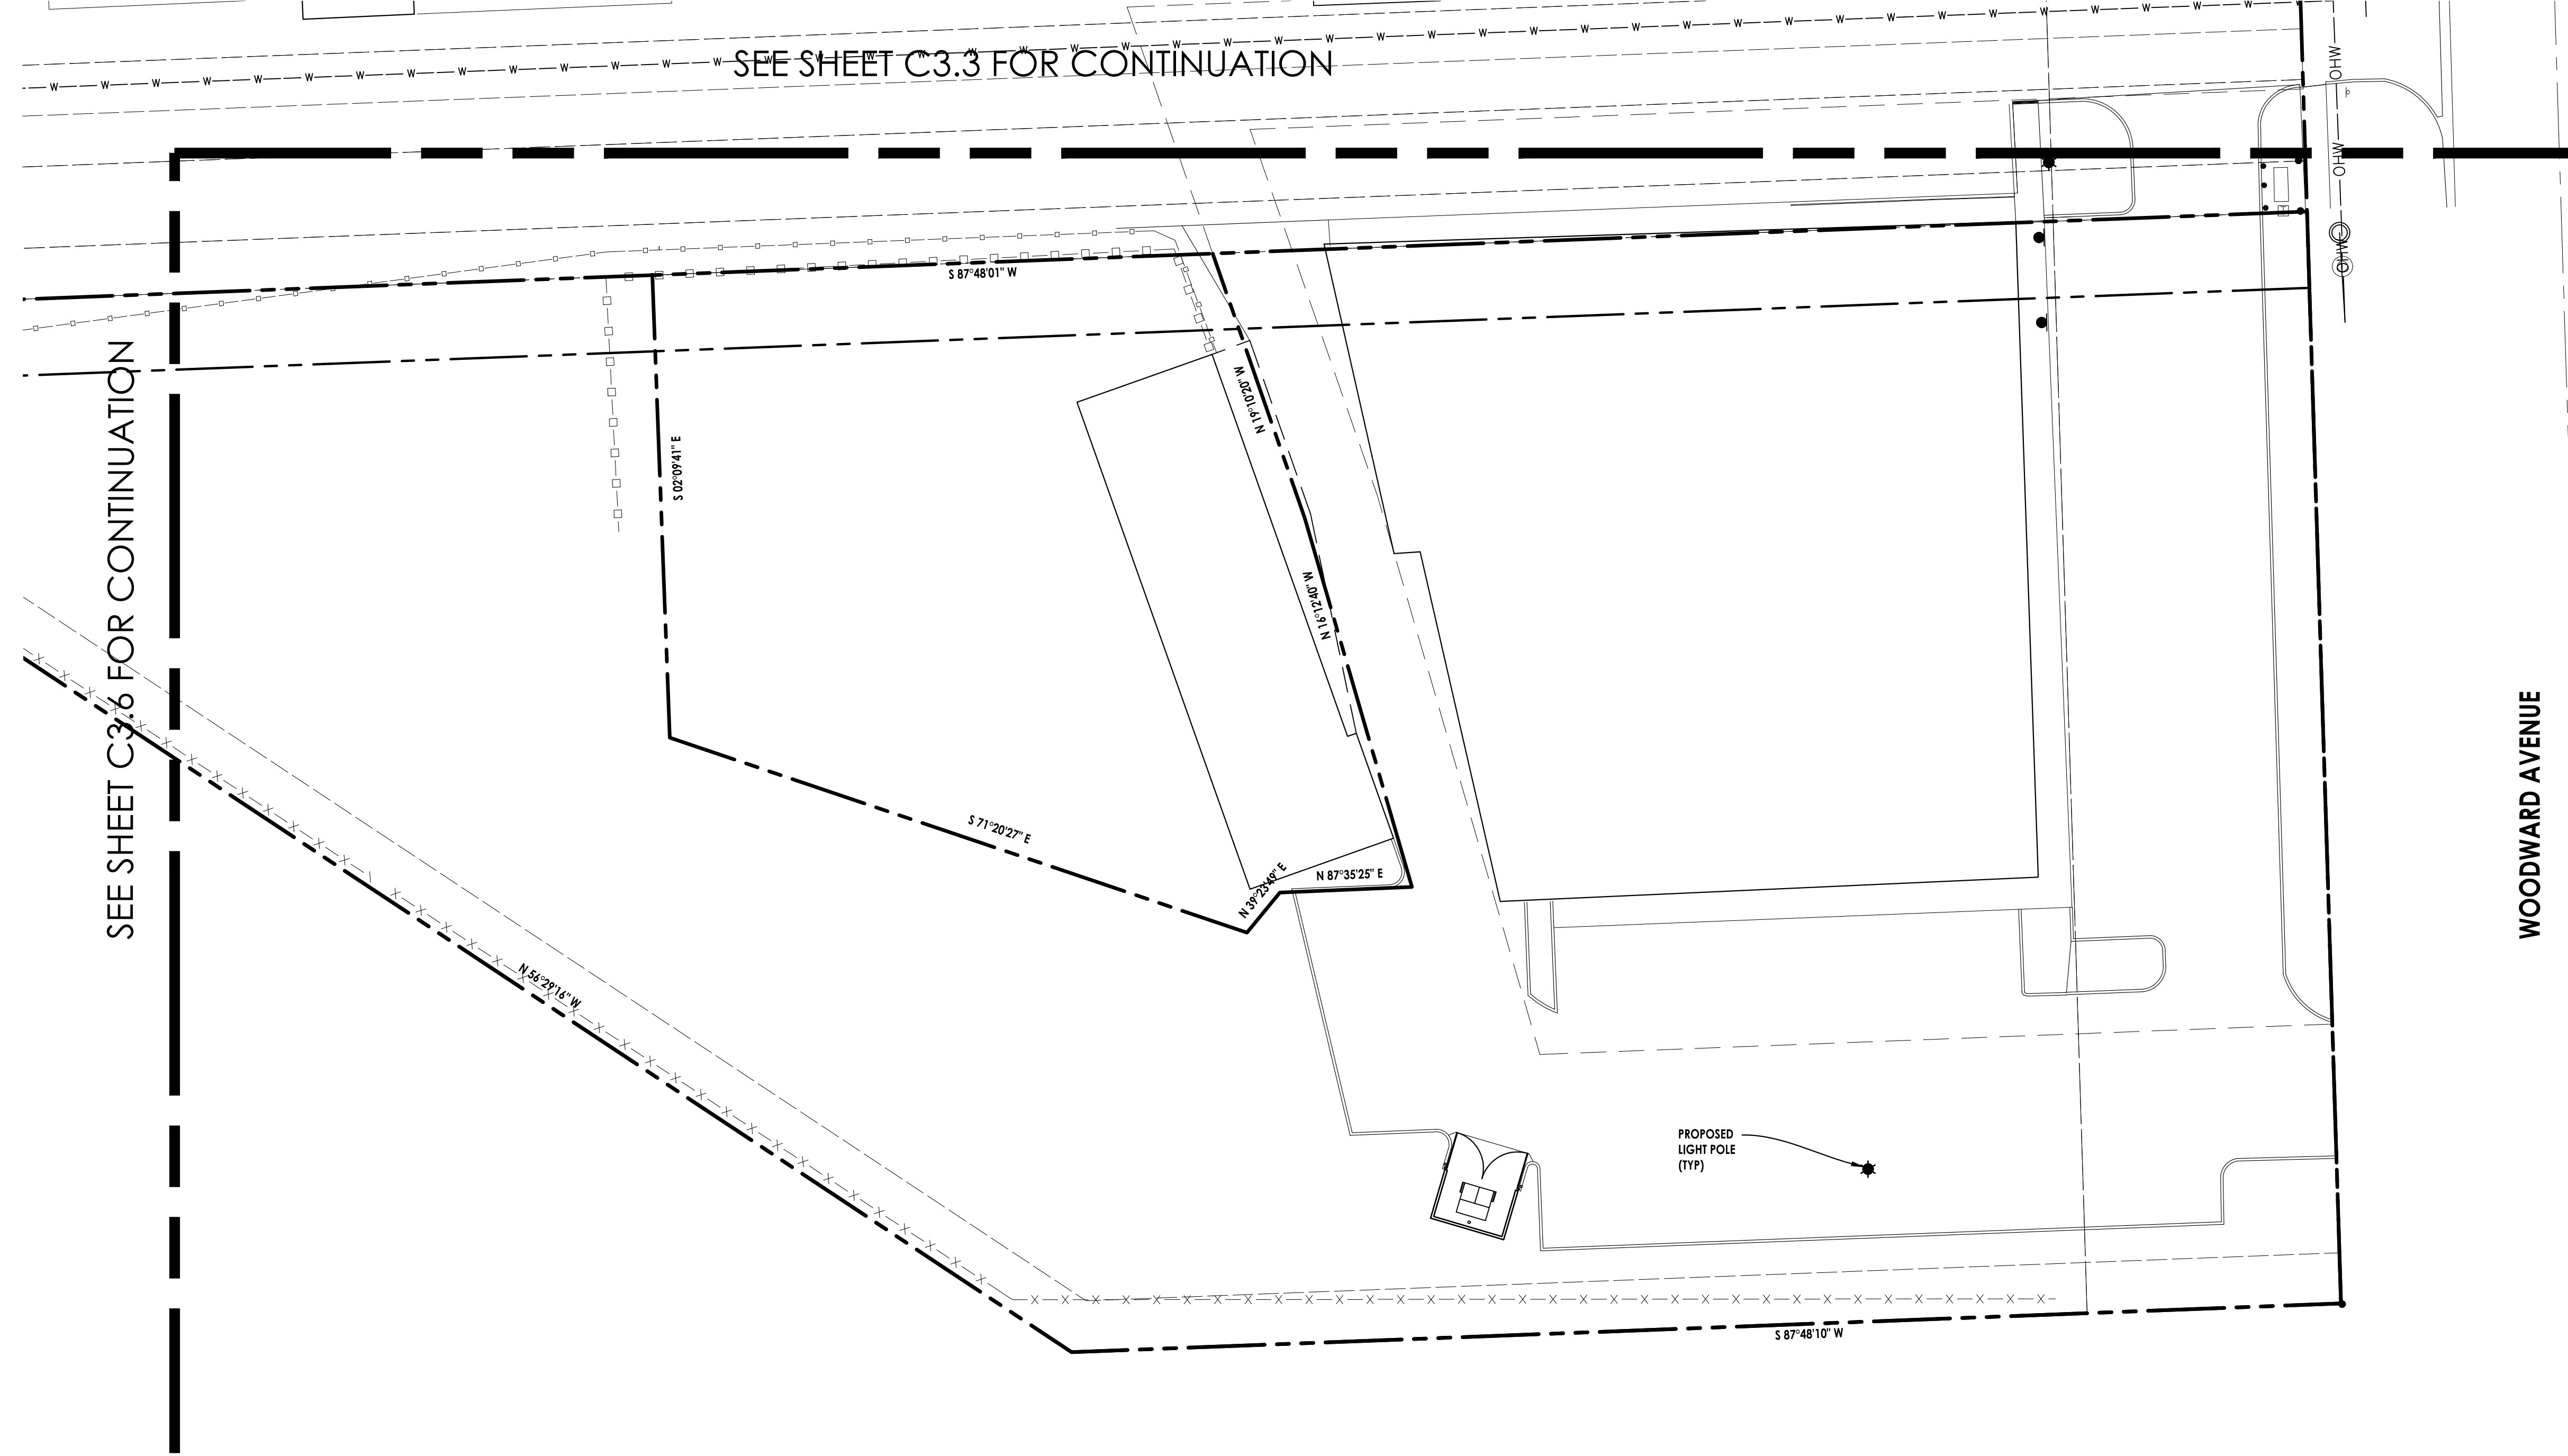 SEE SHEET C3.3 FOR CONTINUATION
OHW
OHW
OHW
S 87°48'01" W
SEE SHEET C3.6 FOR CONTINUATION
S 02°09'41" E
N 19°10'20" W
N 16°12'40" W
WOODWARD AVENUE
S 71°20'27" E
N 39°23'49" E
N 87°35'25" E
N 56°29'16" W
PROPOSED
LIGHT POLE
(TYP)
S 87°48'10" W